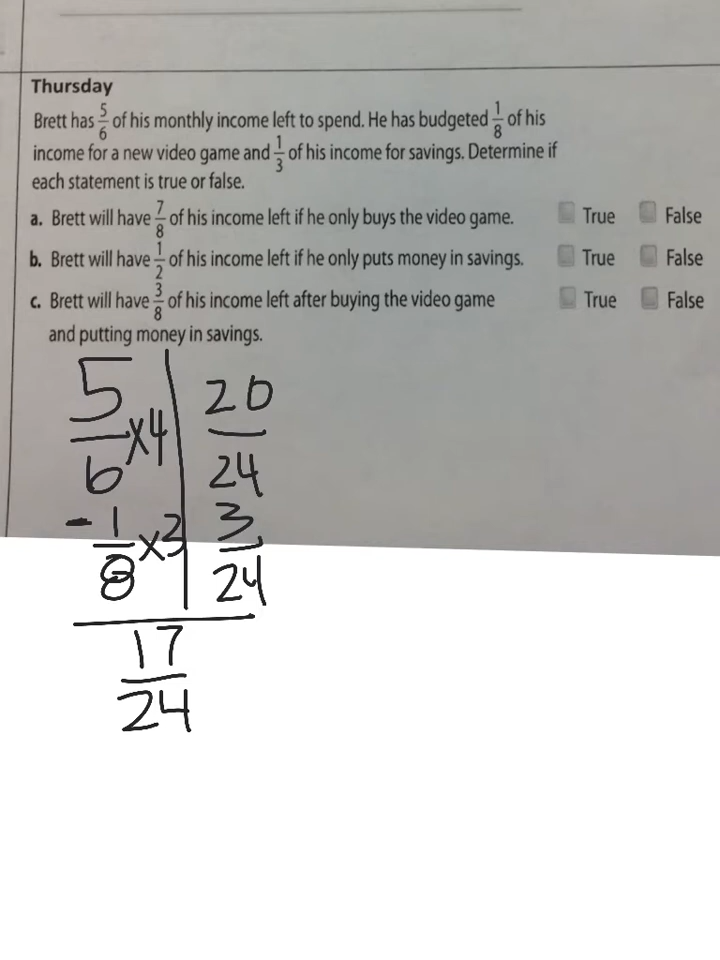 Thursday
Brett has 5/6 of his monthly income left to spend. He has budgeted 1/8 of his
income for a new video game and 1/3 of his income for savings. Determine if
each statement is true or false.
a. Brett will have 7/8 of his income left if he only buys the video game. True False
b. Brett will have 1/2 of his income left if he only puts money in savings. True False
c. Brett will have 3/8 of his income left after buying the video game True False
and putting money in savings.
5/6 x4 | 20/24
- 1/8 x3 | 3/24
17/24